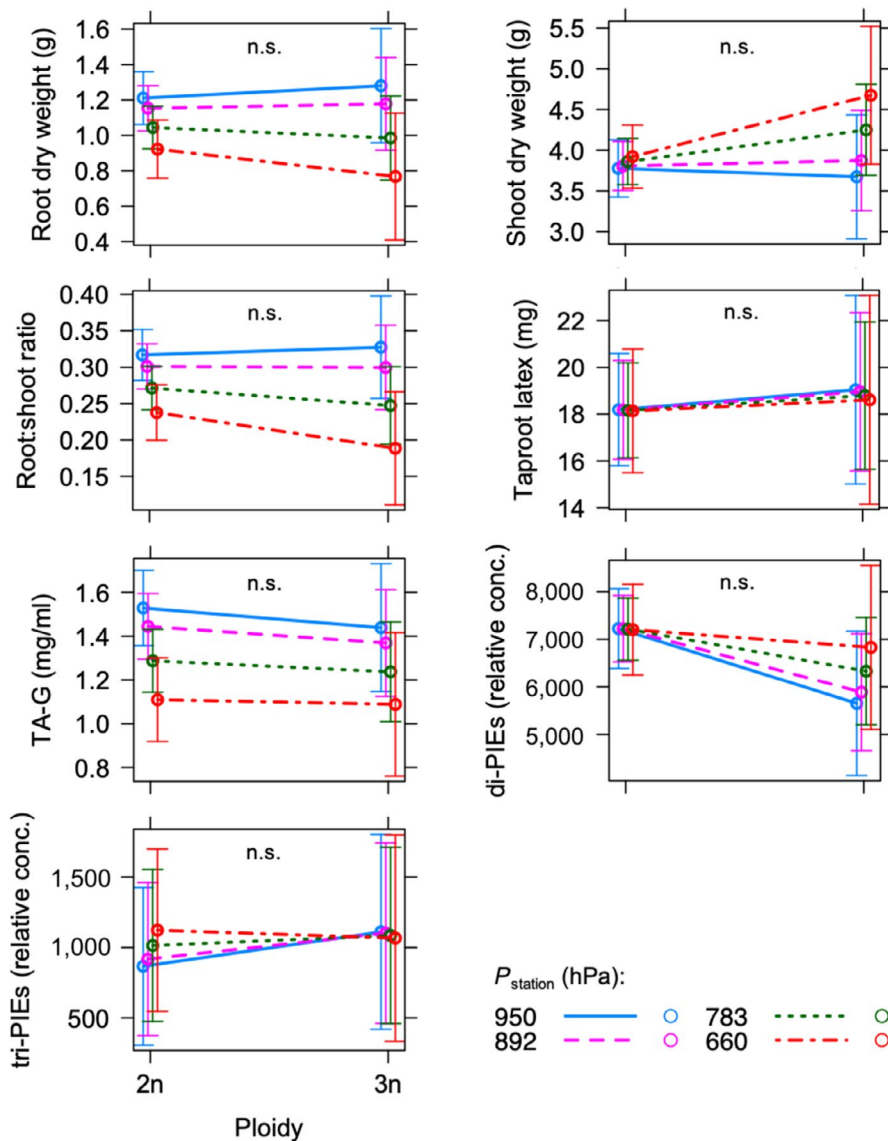 Root dry weight (g)
1.6
1.4
1.2
1.0
0.8
0.6
0.4
n.s.
Shoot dry weight (g)
5.5
5.0
4.5
4.0
3.5
3.0
n.s.
Root:shoot ratio
0.40
0.35
0.30
0.25
0.20
0.15
n.s.
Taproot latex (mg)
22
20
18
16
14
n.s.
TA-G (mg/ml)
1.6
1.4
1.2
1.0
0.8
n.s.
di-PIEs (relative conc.)
8,000
7,000
6,000
5,000
n.s.
tri-PIEs (relative conc.)
1,500
1,000
500
n.s.
2n 3n
Ploidy
Pstation (hPa):
950 783
892 660